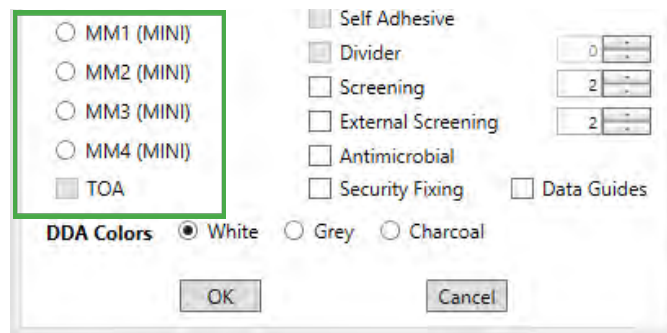 MM1 (MINI)
MM2 (MINI)
MM3 (MINI)
MM4 (MINI)
TOA
Self Adhesive
Divider 0
Screening 2
External Screening 2
Antimicrobial
Security Fixing Data Guides
DDA Colors White Grey Charcoal
OK Cancel